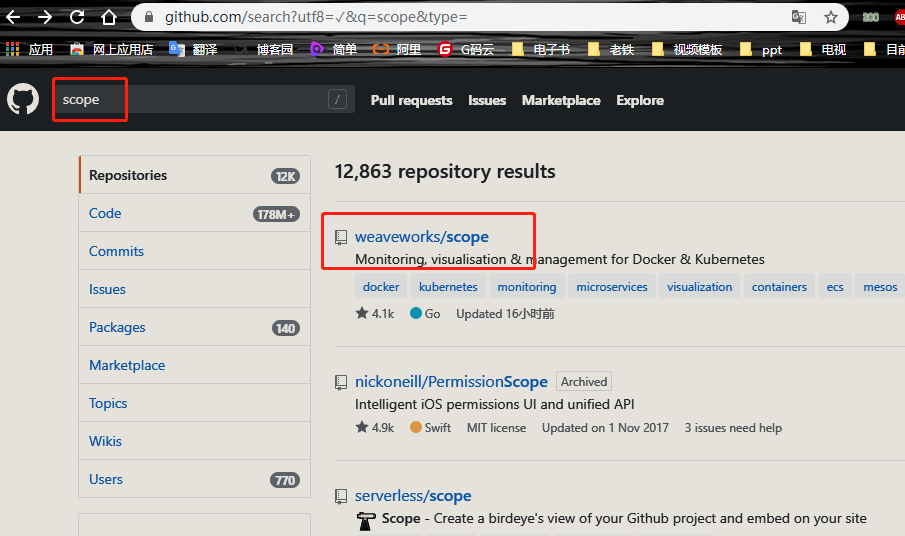 github.com/search?utf8=✓&q=scope&type=
应用 网上应用店 翻译 博客园 简单 阿里 G码云 电子书 老铁 视频模板 ppt 电视 目前
scope / Pull requests Issues Marketplace Explore
Repositories 12K
Code 178M+
Commits
Issues
Packages 140
Marketplace
Topics
Wikis
Users 770
12,863 repository results
weaveworks/scope
Monitoring, visualisation & management for Docker & Kubernetes
docker kubernetes monitoring microservices visualization containers ecs mesos
4.1k Go Updated 16小时前
nickoneill/PermissionScope Archived
Intelligent iOS permissions UI and unified API
4.9k Swift MIT license Updated on 1 Nov 2017 3 issues need help
serverless/scope
Scope - Create a birdeye's view of your Github project and embed on your site